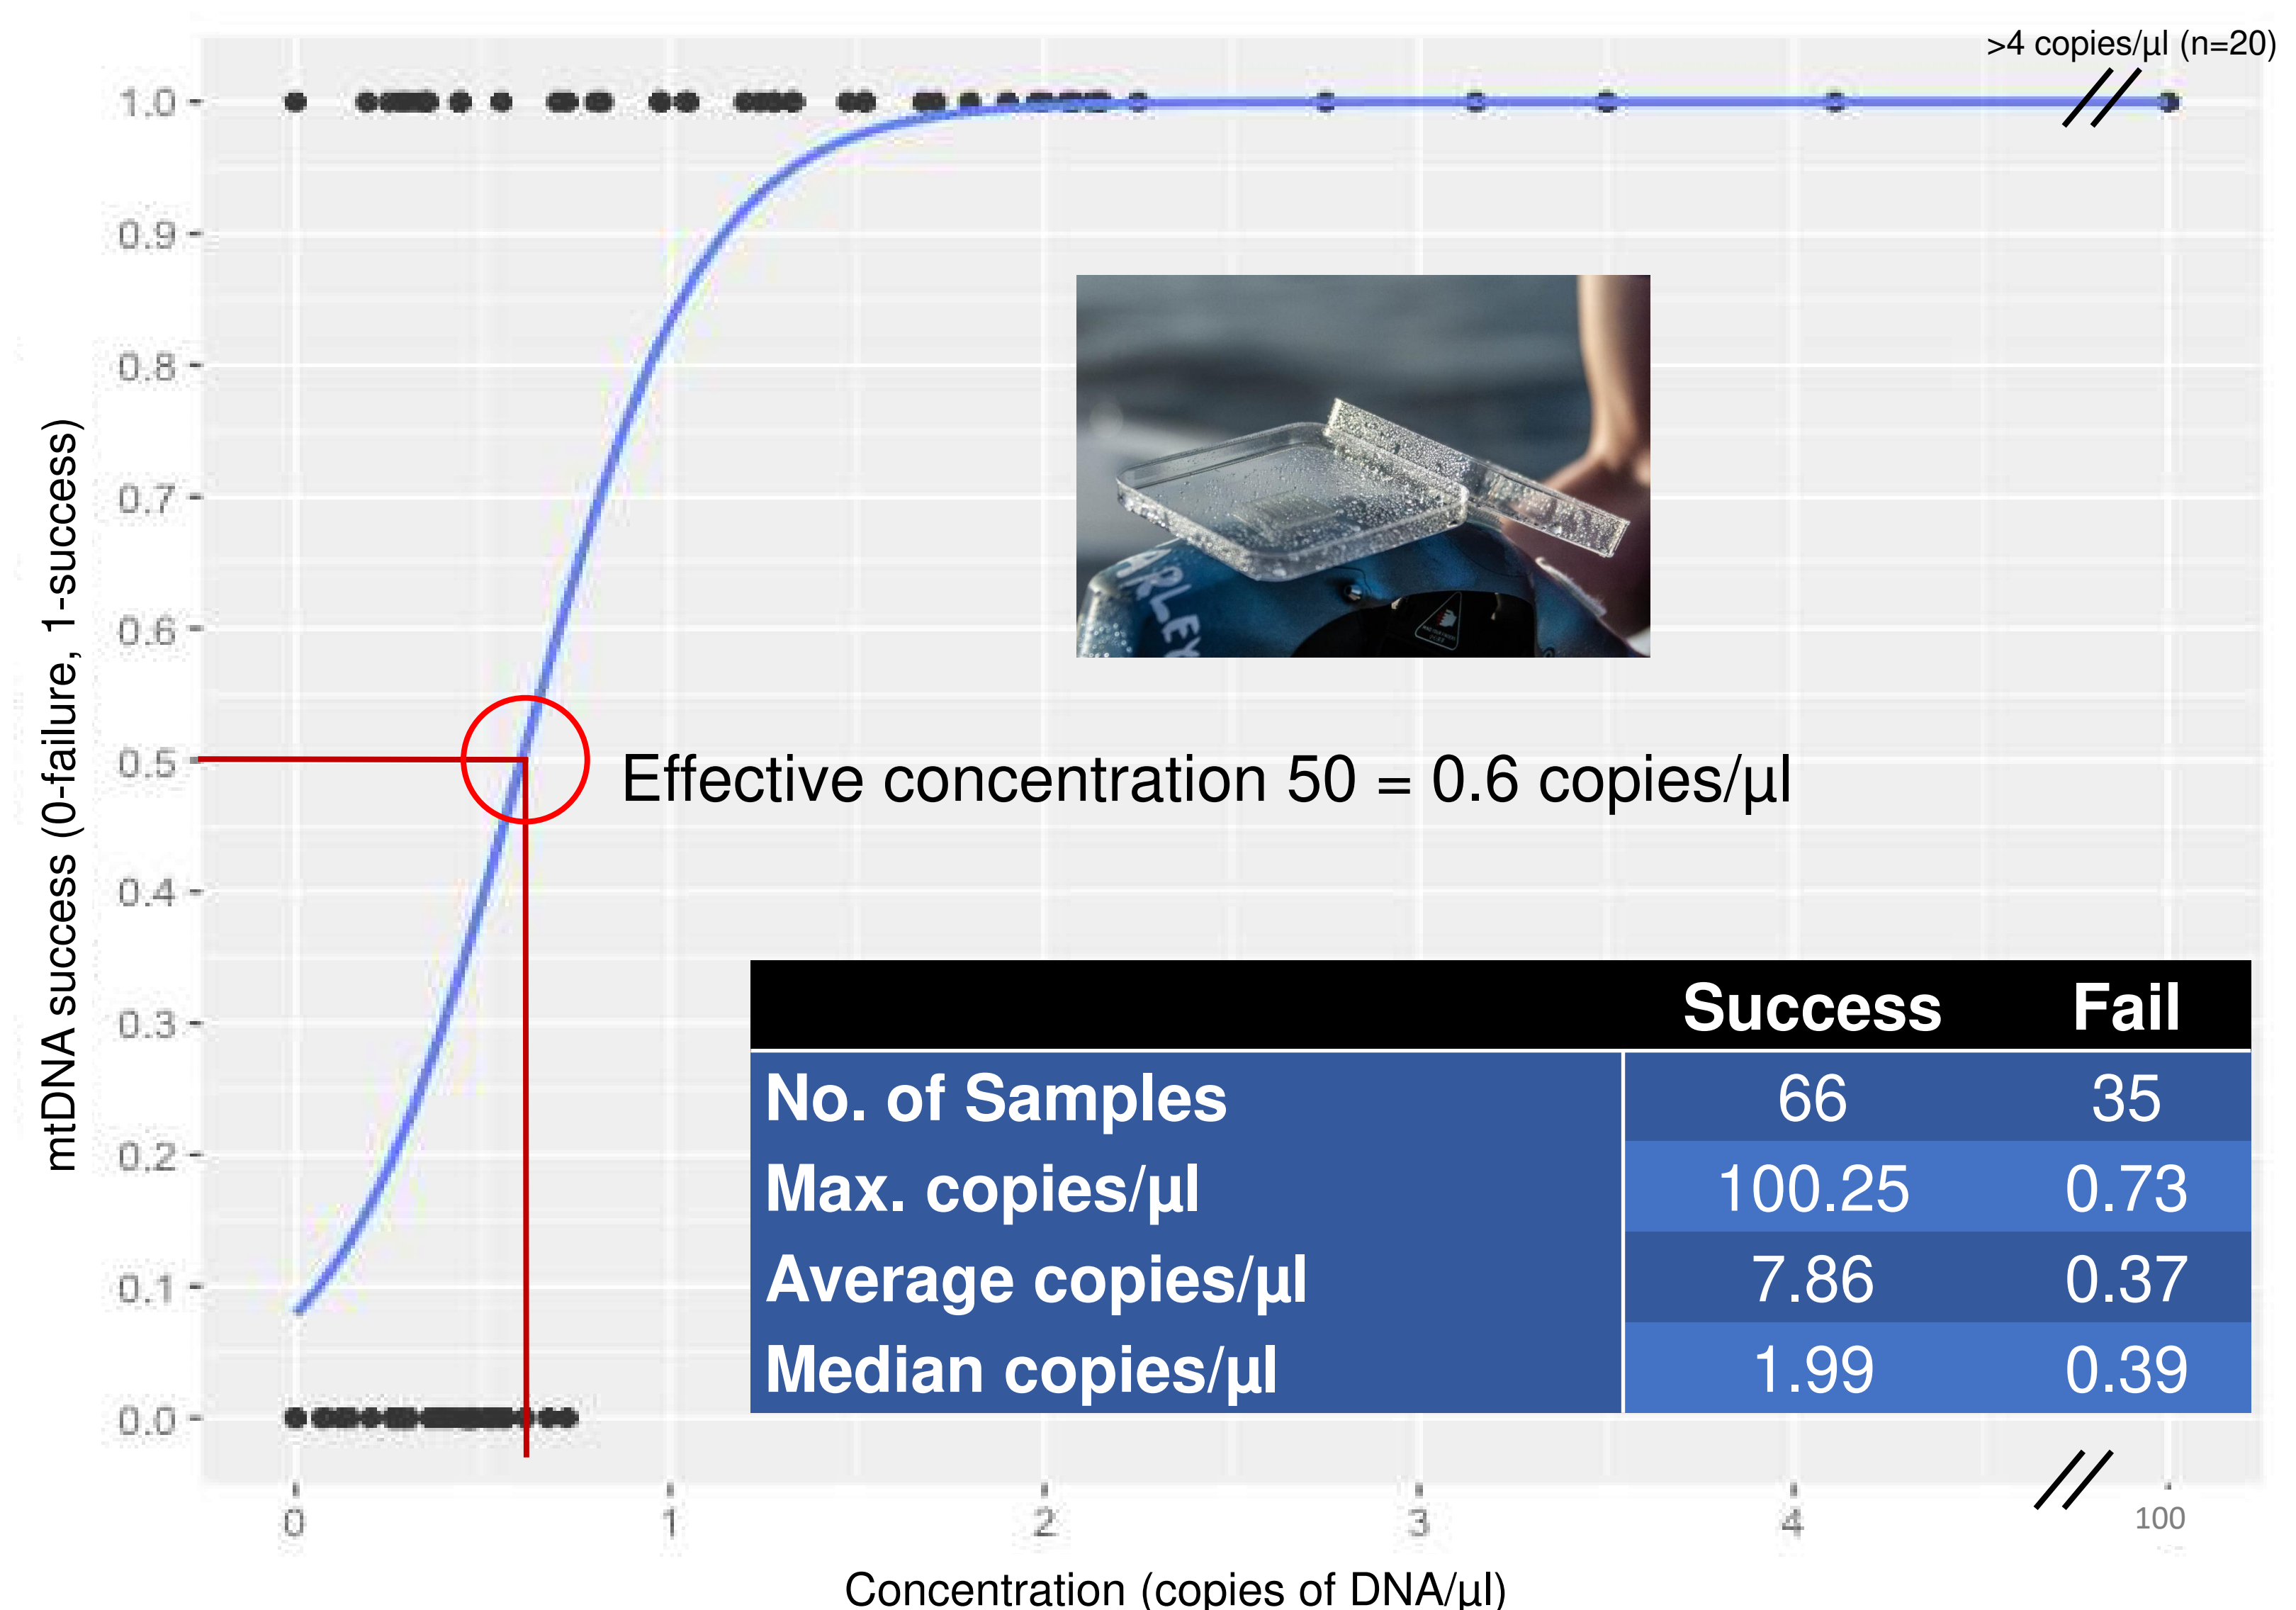 >4 copies/µl (n=20)
mtDNA success (0-failure, 1-success)
1.0
0.9
0.8
0.7
0.6
0.5
0.4
0.3
0.2
0.1
0.0
ARLEY
Effective concentration 50 = 0.6 copies/µl
Success Fail
No. of Samples 66 35
Max. copies/µl 100.25 0.73
Average copies/µl 7.86 0.37
Median copies/µl 1.99 0.39
0 1 2 3 4 100
Concentration (copies of DNA/µl)